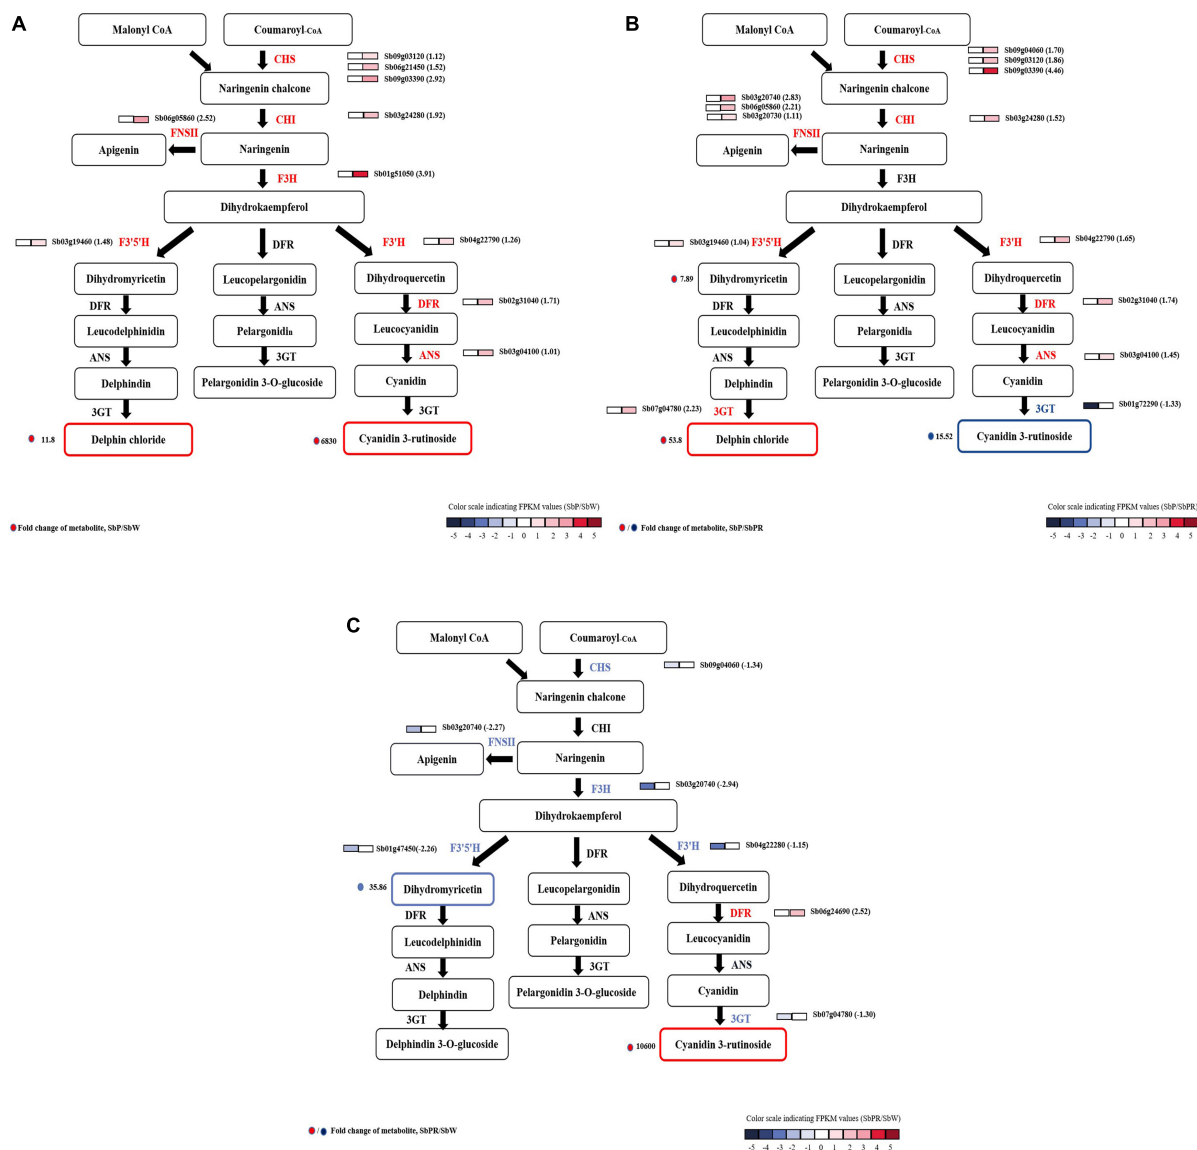 A
Malonyl CoA
Coumaroyl-CoA
CHS
Sb09g03120 (1.12)
Sb06g21450 (1.52)
Sb09g03390 (2.92)
Naringenin chalcone
Sb06g05860 (2.52)
CHI
Sb03g24280 (1.92)
FNSII
Apigenin
Naringenin
F3H
Sb01g51050 (3.91)
Dihydrokaempferol
Sb03g19460 (1.48)
F3'5'H
DFR
F3'H
Sb04g22790 (1.26)
Dihydromyricetin
Leucopelargonidin
Dihydroquercetin
DFR
ANS
DFR
Sb02g31040 (1.71)
Leucodelphinidin
Pelargonidin
Leucocyanidin
ANS
3GT
ANS
Sb03g04100 (1.01)
Delphindin
Pelargonidin 3-O-glucoside
Cyanidin
3GT
3GT
11.8
Delphin chloride
6830
Cyanidin 3-rutinoside
Color scale indicating FPKM values (SbP/SbW)
Fold change of metabolite, SbP/SbW
-5 -4 -3 -2 -1 0 1 2 3 4 5
B
Malonyl CoA
Coumaroyl-CoA
CHS
Sb09g04060 (1.70)
Sb09g03120 (1.86)
Sb09g03390 (4.46)
Naringenin chalcone
Sb03g20740 (2.83)
Sb06g05860 (2.21)
Sb03g20730 (1.11)
CHI
Sb03g24280 (1.52)
FNSII
Apigenin
Naringenin
F3H
Dihydrokaempferol
Sb03g19460 (1.04)
F3'5'H
DFR
F3'H
Sb04g22790 (1.65)
7.89
Dihydromyricetin
Leucopelargonidin
Dihydroquercetin
DFR
ANS
DFR
Sb02g31040 (1.74)
Leucodelphinidin
Pelargonidin
Leucocyanidin
ANS
3GT
ANS
Sb03g04100 (1.45)
Delphindin
Pelargonidin 3-O-glucoside
Cyanidin
Sb07g04780 (2.23)
3GT
3GT
Sb01g72290 (-1.33)
53.8
Delphin chloride
15.52
Cyanidin 3-rutinoside
Color scale indicating FPKM values (SbP/SbPR)
/ Fold change of metabolite, SbP/SbPR
-5 -4 -3 -2 -1 0 1 2 3 4 5
C
Malonyl CoA
Coumaroyl-CoA
CHS
Sb09g04060 (-1.34)
Naringenin chalcone
Sb03g20740 (-2.27)
CHI
FNSII
Apigenin
Naringenin
F3H
Sb03g20740 (-2.94)
Dihydrokaempferol
Sb01g47450(-2.26)
F3'5'H
DFR
F3'H
Sb04g22280 (-1.15)
35.86
Dihydromyricetin
Leucopelargonidin
Dihydroquercetin
DFR
ANS
DFR
Sb06g24690 (2.52)
Leucodelphinidin
Pelargonidin
Leucocyanidin
ANS
3GT
ANS
Delphindin
Pelargonidin 3-O-glucoside
Cyanidin
3GT
3GT
Sb07g04780 (-1.30)
Delphindin 3-O-glucoside
10600
Cyanidin 3-rutinoside
Color scale indicating FPKM values (SbPR/SbW)
/ Fold change of metabolite, SbPR/SbW
-5 -4 -3 -2 -1 0 1 2 3 4 5